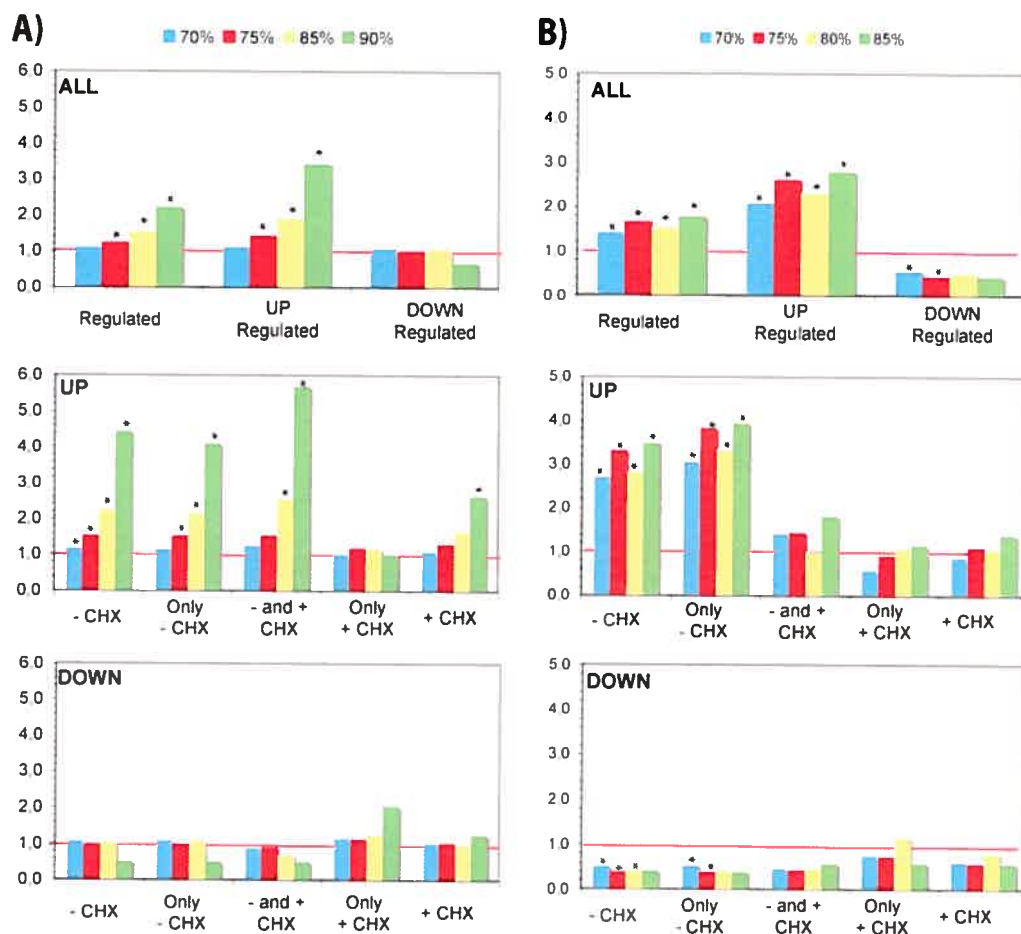 A)
70% 75% 85% 90%
ALL
6.0
5.0
4.0
3.0
2.0
1.0
0.0
Regulated
UP
Regulated
DOWN
Regulated
UP
6.0
5.0
4.0
3.0
2.0
1.0
0.0
- CHX
Only
- CHX
- and +
CHX
Only
+ CHX
+ CHX
DOWN
6.0
5.0
4.0
3.0
2.0
1.0
0.0
- CHX
Only
- CHX
- and +
CHX
Only
+ CHX
+ CHX
B)
70% 75% 80% 85%
ALL
5.0
4.0
3.0
2.0
1.0
0.0
Regulated
UP
Regulated
DOWN
Regulated
UP
5.0
4.0
3.0
2.0
1.0
0.0
- CHX
Only
- CHX
- and +
CHX
Only
+ CHX
+ CHX
DOWN
5.0
4.0
3.0
2.0
1.0
0.0
- CHX
Only
- CHX
- and +
CHX
Only
+ CHX
+ CHX